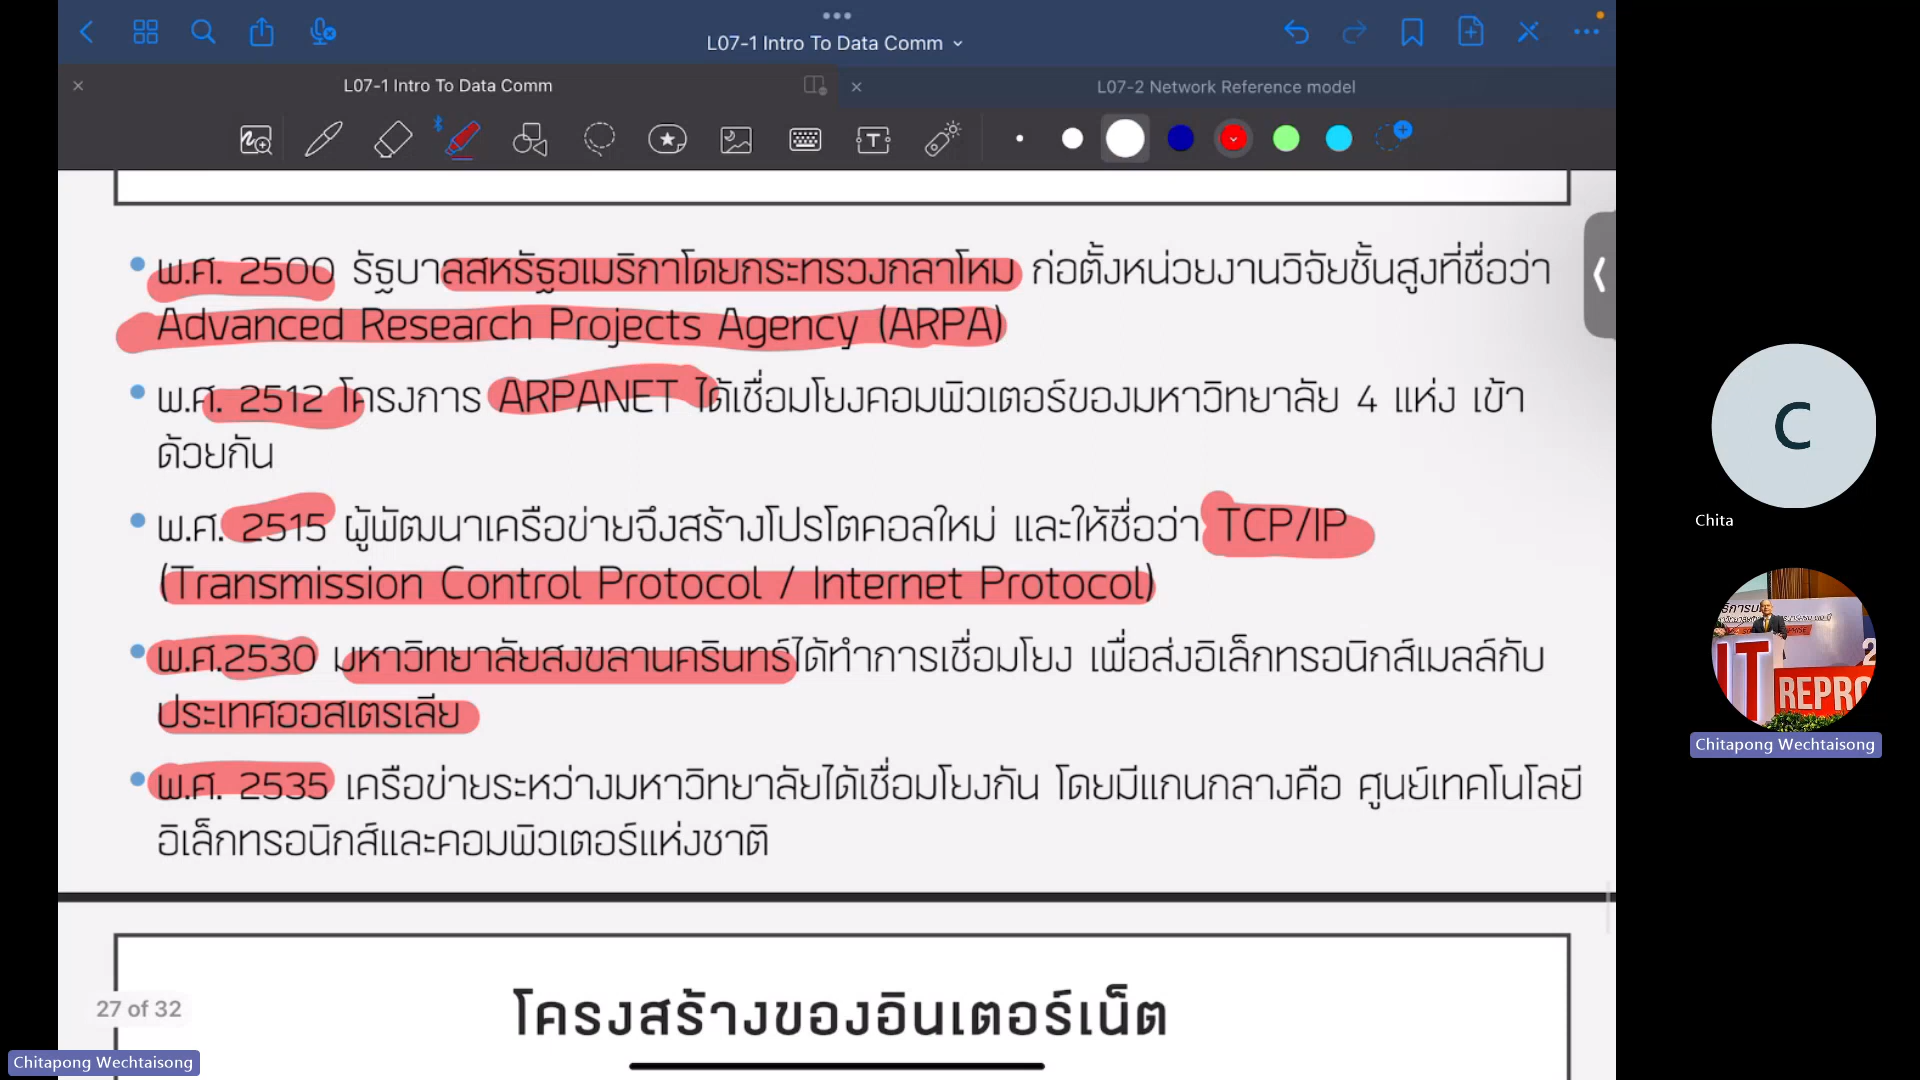 L07-1 Intro To Data Comm
L07-1 Intro To Data Comm
L07-2 Network Reference model
พ.ศ. 2500 รัฐบาลสหรัฐอเมริกาโดยกระทรวงกลาโหม ก่อตั้งหน่วยงานวิจัยชั้นสูงที่ชื่อว่า
Advanced Research Projects Agency (ARPA)
พ.ศ. 2512 โครงการ ARPANET ได้เชื่อมโยงคอมพิวเตอร์ของมหาวิทยาลัย 4 แห่ง เข้า
ด้วยกัน
พ.ศ. 2515 ผู้พัฒนาเครือข่ายจึงสร้างโปรโตคอลใหม่ และให้ชื่อว่า TCP/IP
(Transmission Control Protocol / Internet Protocol)
พ.ศ.2530 มหาวิทยาลัยสงขลานครินทร์ได้ทำการเชื่อมโยง เพื่อส่งอิเล็กทรอนิกส์เมลล์กับ
ประเทศออสเตรเลีย
พ.ศ. 2535 เครือข่ายระหว่างมหาวิทยาลัยได้เชื่อมโยงกัน โดยมีแกนกลางคือ ศูนย์เทคโนโลยี
อิเล็กทรอนิกส์และคอมพิวเตอร์แห่งชาติ
โครงสร้างของอินเตอร์เน็ต
27 of 32
Chitapong Wechtaisong
C
Chita
IT
REPRO
Chitapong Wechtaisong